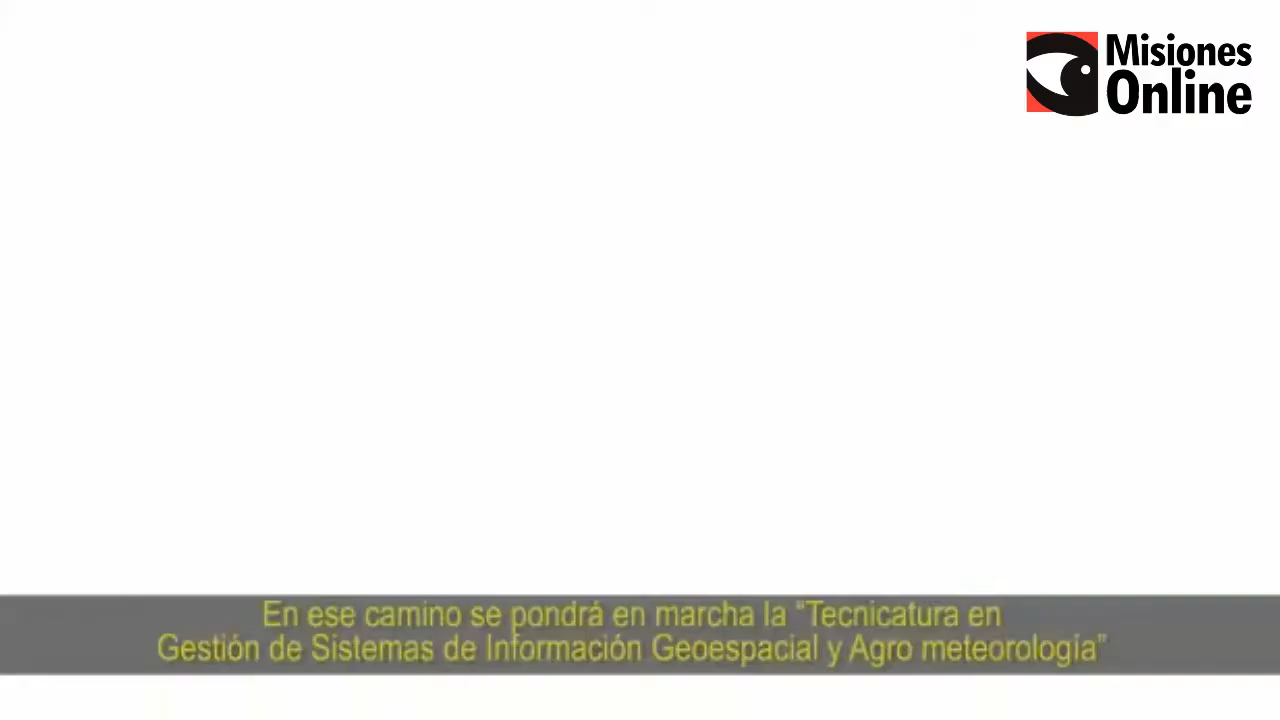 Misiones
Online
En ese camino se pondrá en marcha la “Tecnicatura en
Gestión de Sistemas de Información Geoespacial y Agro meteorología”